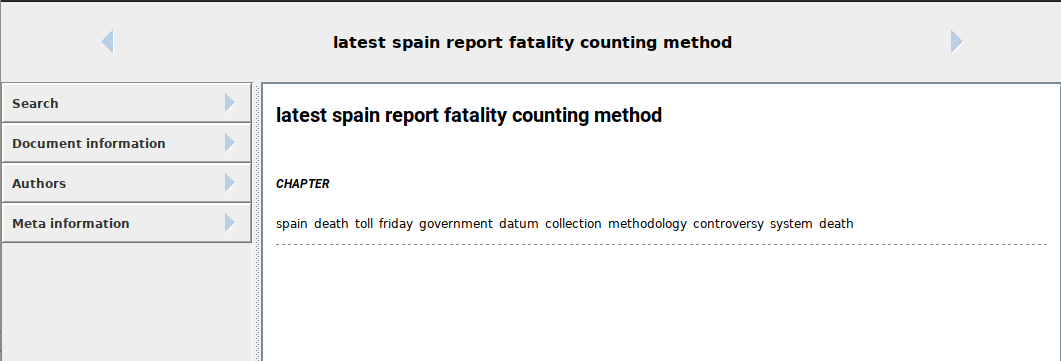 latest spain report fatality counting method
Search
Document information
Authors
Meta information
latest spain report fatality counting method
CHAPTER
spain death toll friday government datum collection methodology controversy system death